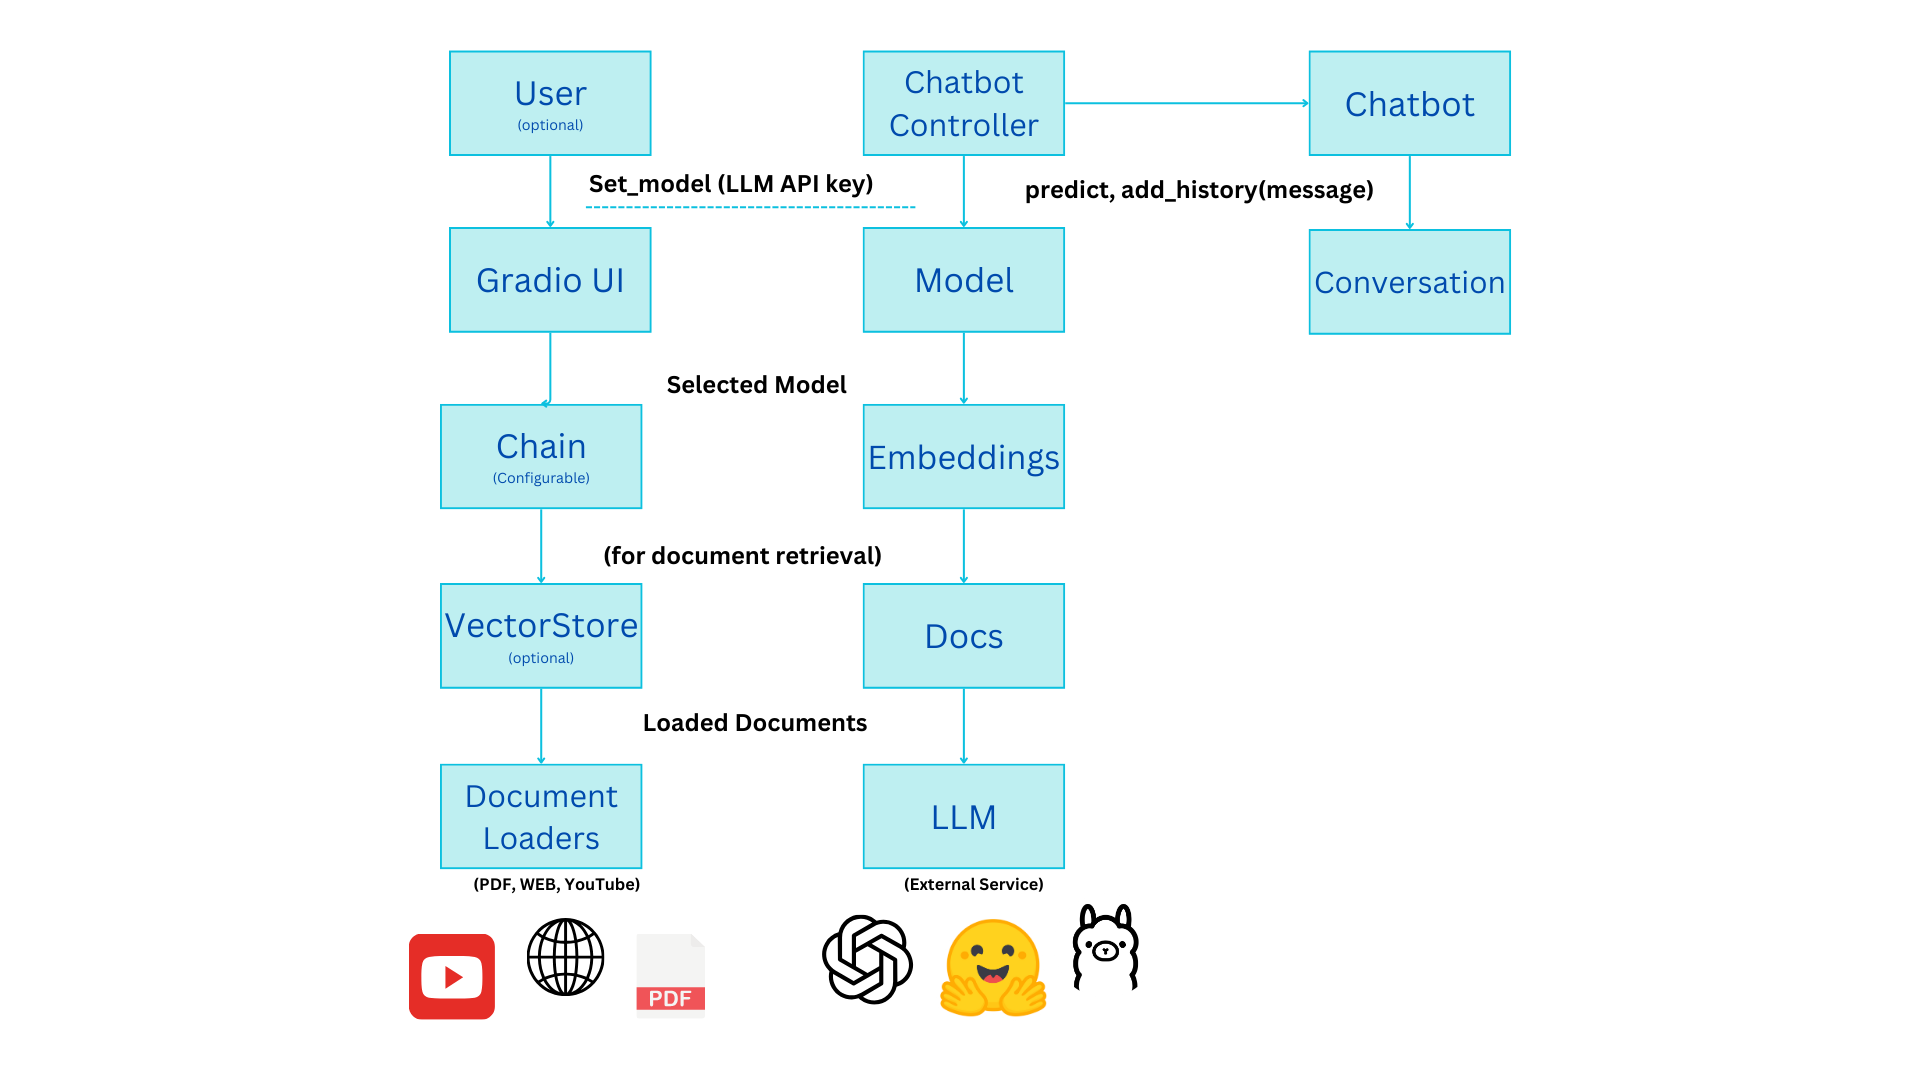 User
(optional)
Chatbot
Controller
Chatbot
Set_model (LLM API key)
predict, add_history(message)
Gradio UI
Model
Conversation
Selected Model
Chain
(Configurable)
Embeddings
(for document retrieval)
VectorStore
(optional)
Docs
Loaded Documents
Document
Loaders
LLM
(PDF, WEB, YouTube)
(External Service)
PDF